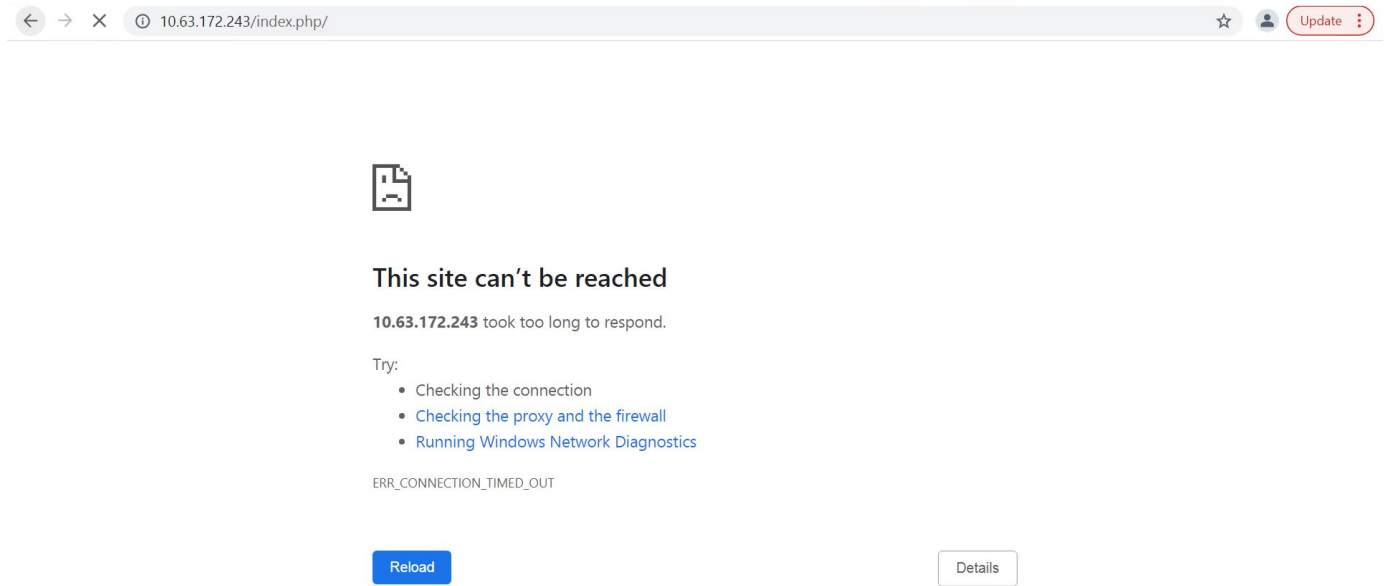 10.63.172.243/index.php/
Update
This site can't be reached
10.63.172.243 took too long to respond.
Try:
Checking the connection
Checking the proxy and the firewall
Running Windows Network Diagnostics
ERR_CONNECTION_TIMED_OUT
Reload
Details